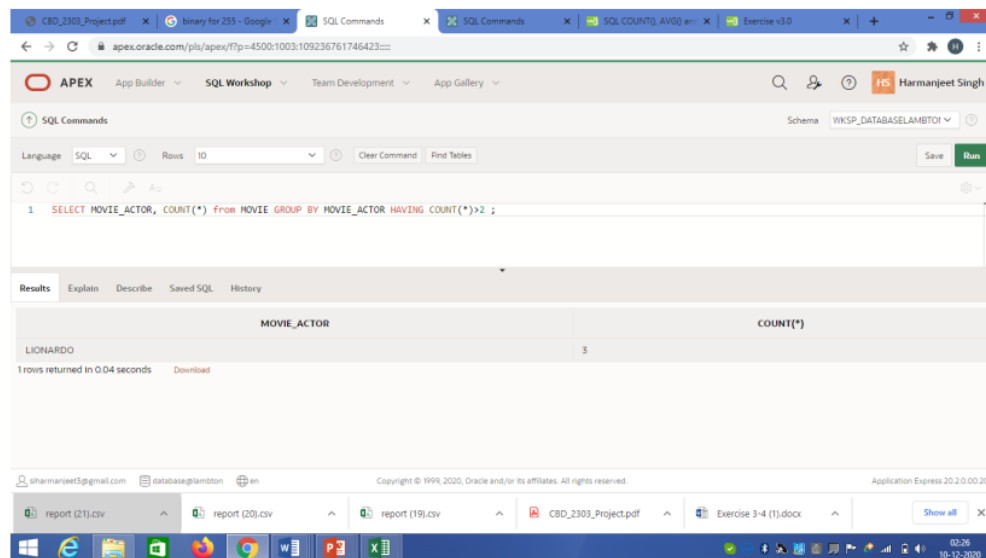 CBD_2303_Project.pdf
binary for 255 - Google
SQL Commands
SQL Commands
SQL COUNT(), AVG() an
Exercise v3.0
apex.oracle.com/pls/apex/f?p=4500:1003:109236761746423:::::
H
APEX App Builder SQL Workshop Team Development App Gallery
HS Harmanjeet Singh
SQL Commands
Schema WKSP_DATABASELAMBTO
Language SQL Rows 10 Clear Command Find Tables Save Run
1 SELECT MOVIE_ACTOR, COUNT(*) from MOVIE GROUP BY MOVIE_ACTOR HAVING COUNT(*)>2 ;
Results Explain Describe Saved SQL History
MOVIE_ACTOR COUNT(*)
LIONARDO 3
1 rows returned in 0.04 seconds Download
database@lambton en Copyright © 1999, 2020, Oracle and/or its affiliates. All rights reserved. Application Express 20.2.0.00.20
report (21).csv report (20).csv report (19).csv CBD_2303_Project.pdf Exercise 3-4 (1).docx Show all
02:26
10-12-2020